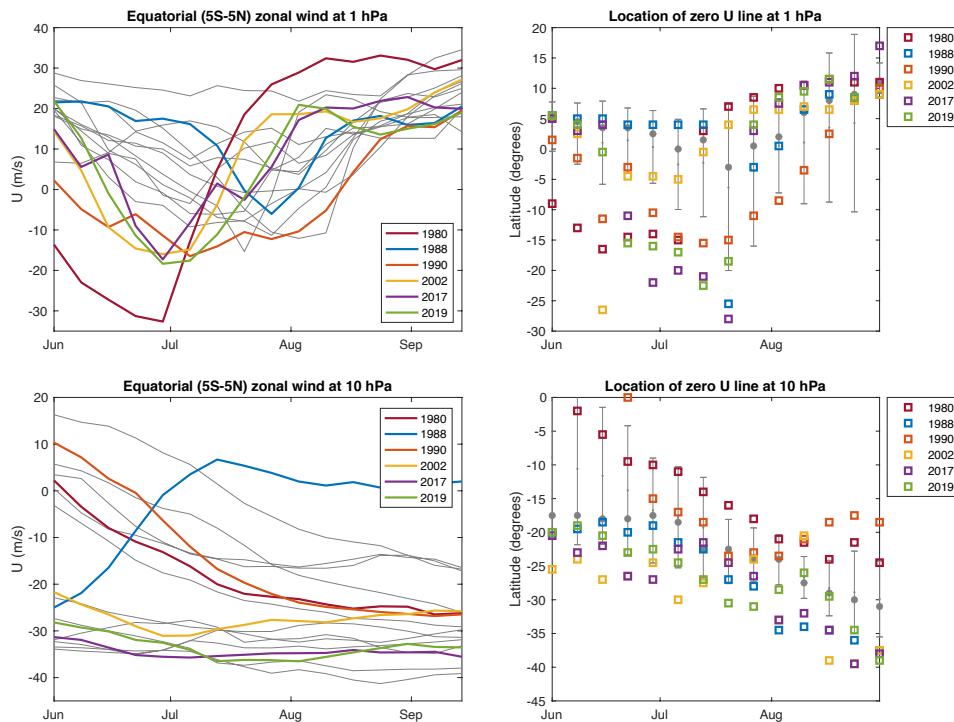 Equatorial (5S-5N) zonal wind at 1 hPa
40
30
20
10
0
-10
-20
-30
U (m/s)
Jun
Jul
Aug
Sep
1980
1988
1990
2002
2017
2019
Location of zero U line at 1 hPa
20
15
10
5
0
-5
-10
-15
-20
-25
-30
Latitude (degrees)
Jun
Jul
Aug
1980
1988
1990
2002
2017
2019
Equatorial (5S-5N) zonal wind at 10 hPa
20
10
0
-10
-20
-30
-40
U (m/s)
Jun
Jul
Aug
Sep
1980
1988
1990
2002
2017
2019
Location of zero U line at 10 hPa
0
-5
-10
-15
-20
-25
-30
-35
-40
-45
Latitude (degrees)
Jun
Jul
Aug
1980
1988
1990
2002
2017
2019